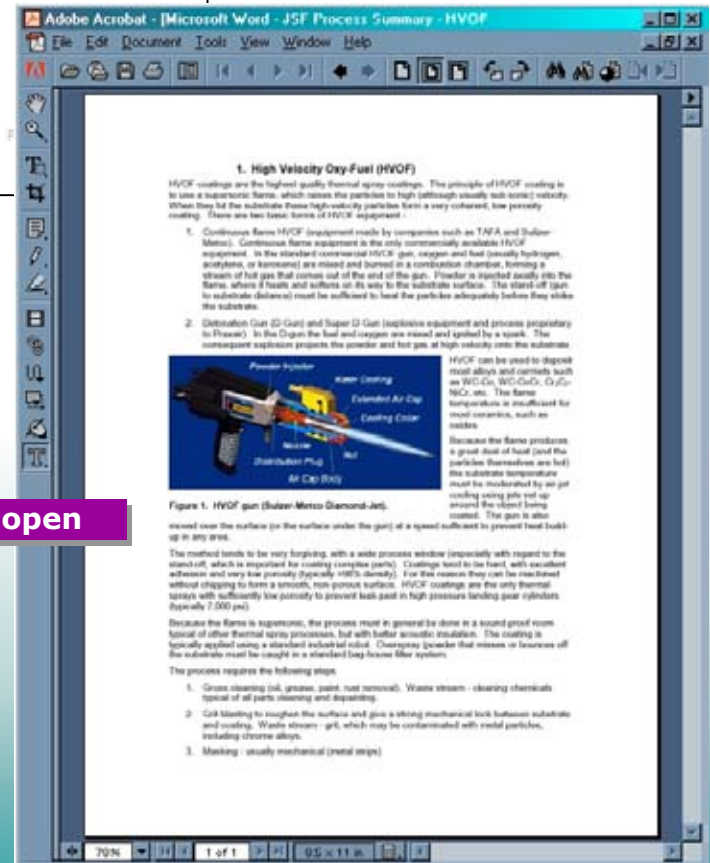 Adobe Acrobat - [Microsoft Word - JSF Process Summary - HVOF
File Edit Document Tools View Window Help
1. High Velocity Oxy-Fuel (HVOF)
HVOF coatings are the highest quality thermal spray coatings. The principle of HVOF coating is
to use a supersonic flame, which raises the particles to high (although usually sub sonic) velocity.
When they hit the substrate these high-velocity particles form a very coherent, low porosity
coating. There are two basic forms of HVOF equipment -
1. Continuous flame HVOF (equipment made by companies such as TAFA and Sulzer-
Metco). Continuous flame equipment is the only commercially available HVOF
equipment. In the standard commercial HVOF gun, oxygen and fuel (usually hydrogen,
acetylene, or kerosene) are mixed and burned in a combustion chamber, forming a
stream of hot gas that comes out of the end of the gun. Powder is injected axially into the
flame, where it heats and softens on its way to the substrate surface. The stand-off (gun
to substrate distance) must be sufficient to heat the particles adequately before they strike
the substrate.
2. Detonation Gun (D-Gun) and Super D-Gun (explosive equipment and process proprietary
to Praxair). In the D-gun the fuel and oxygen are mixed and ignited by a spark. The
consequent explosion projects the powder and hot gas at high velocity onto the substrate.
Powder Injector
Water Cooling
Extended Air Cap
Cooling Collar
Nozzle
Nut
Distribution Plug
Air Cap Body
HVOF can be used to deposit
most alloys and cermets such
as WC-Co, WC-CoCr, Cr3C2-
NiCr, etc. The flame
temperature is insufficient for
most ceramics, such as
oxides.
Because the flame produces
a great deal of heat (and the
particles themselves are hot)
the substrate temperature
must be moderated by air jet
cooling using jets set up
around the object being
coated. The gun is also
Figure 1. HVOF gun (Sulzer-Metco Diamond-Jet).
open
moved over the surface (or the surface under the gun) at a speed sufficient to prevent heat build-
up in any area.
The method tends to be very forgiving, with a wide process window (especially with regard to the
stand-off, which is important for coating complex parts). Coatings tend to be hard, with excellent
adhesion and very low porosity (typically >98% density). For this reason they can be machined
without chipping to form a smooth, non-porous surface. HVOF coatings are the only thermal
sprays with sufficiently low porosity to prevent leak-past in high pressure landing gear cylinders
(typically 7,000 psi).
Because the flame is supersonic, the process must in general be done in a sound proof room
typical of other thermal spray processes, but with better acoustic insulation. The coating is
typically applied using a standard industrial robot. Overspray (powder that misses or bounces off
the substrate must be caught in a standard bag-house filter system.
The process requires the following steps
1. Gross cleaning (oil, grease, paint, rust removal). Waste stream - cleaning chemicals
typical of all parts cleaning and depainting.
2. Grit blasting to roughen the surface and give a strong mechanical lock between substrate
and coating. Waste stream - grit, which may be contaminated with metal particles,
including chrome alloys.
3. Masking - usually mechanical (metal strips)
70% 1 of 1 8.5 x 11 in